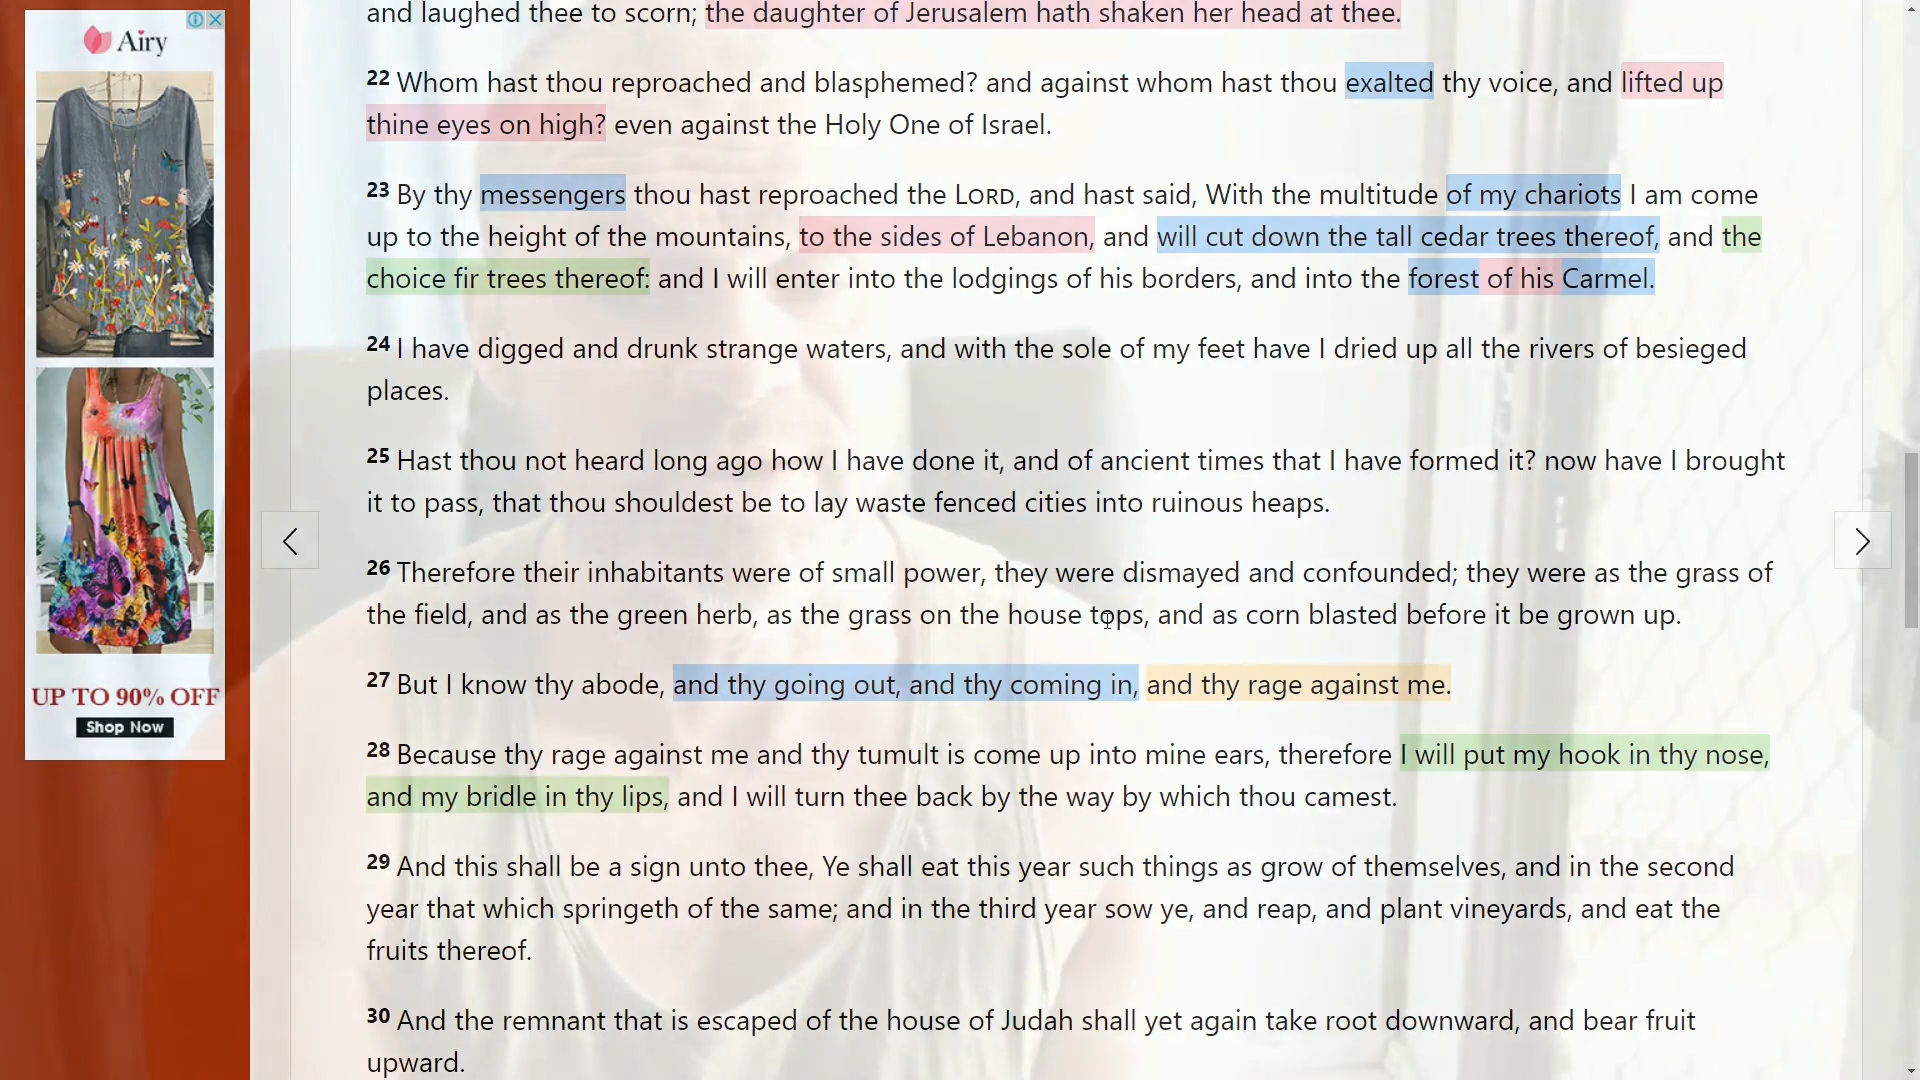 Airy
UP TO 90% OFF
Shop Now
and laughed thee to scorn; the daughter of Jerusalem hath shaken her head at thee.
22 Whom hast thou reproached and blasphemed? and against whom hast thou exalted thy voice, and lifted up
thine eyes on high? even against the Holy One of Israel.
23 By thy messengers thou hast reproached the LORD, and hast said, With the multitude of my chariots I am come
up to the height of the mountains, to the sides of Lebanon, and will cut down the tall cedar trees thereof, and the
choice fir trees thereof: and I will enter into the lodgings of his borders, and into the forest of his Carmel.
24 I have digged and drunk strange waters, and with the sole of my feet have I dried up all the rivers of besieged
places.
25 Hast thou not heard long ago how I have done it, and of ancient times that I have formed it? now have I brought
it to pass, that thou shouldest be to lay waste fenced cities into ruinous heaps.
26 Therefore their inhabitants were of small power, they were dismayed and confounded; they were as the grass of
the field, and as the green herb, as the grass on the house tops, and as corn blasted before it be grown up.
27 But I know thy abode, and thy going out, and thy coming in, and thy rage against me.
28 Because thy rage against me and thy tumult is come up into mine ears, therefore I will put my hook in thy nose,
and my bridle in thy lips, and I will turn thee back by the way by which thou camest.
29 And this shall be a sign unto thee, Ye shall eat this year such things as grow of themselves, and in the second
year that which springeth of the same; and in the third year sow ye, and reap, and plant vineyards, and eat the
fruits thereof.
30 And the remnant that is escaped of the house of Judah shall yet again take root downward, and bear fruit
upward.